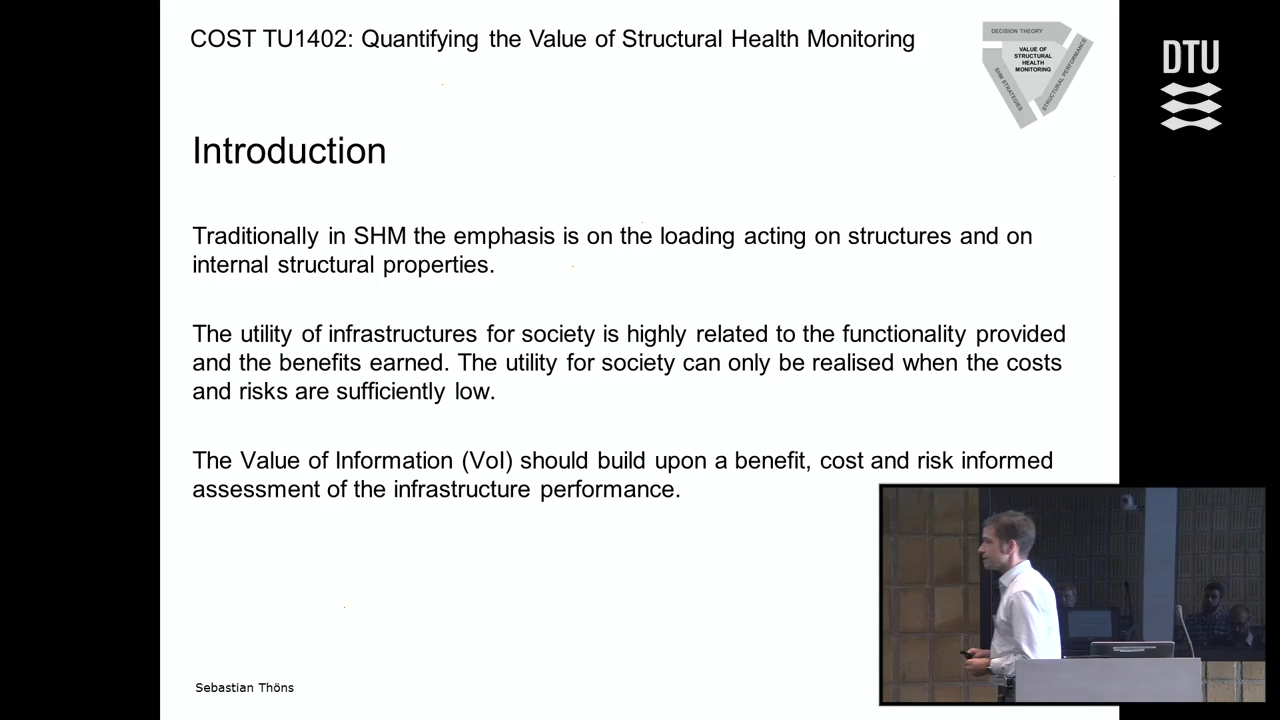 COST TU1402: Quantifying the Value of Structural Health Monitoring
DECISION THEORY
VALUE OF
STRUCTURAL
HEALTH
MONITORING
SHM STRATEGIES
STRUCTURAL PERFORMANCE
DTU
Introduction
Traditionally in SHM the emphasis is on the loading acting on structures and on
internal structural properties.
The utility of infrastructures for society is highly related to the functionality provided
and the benefits earned. The utility for society can only be realised when the costs
and risks are sufficiently low.
The Value of Information (VoI) should build upon a benefit, cost and risk informed
assessment of the infrastructure performance.
Sebastian Thöns